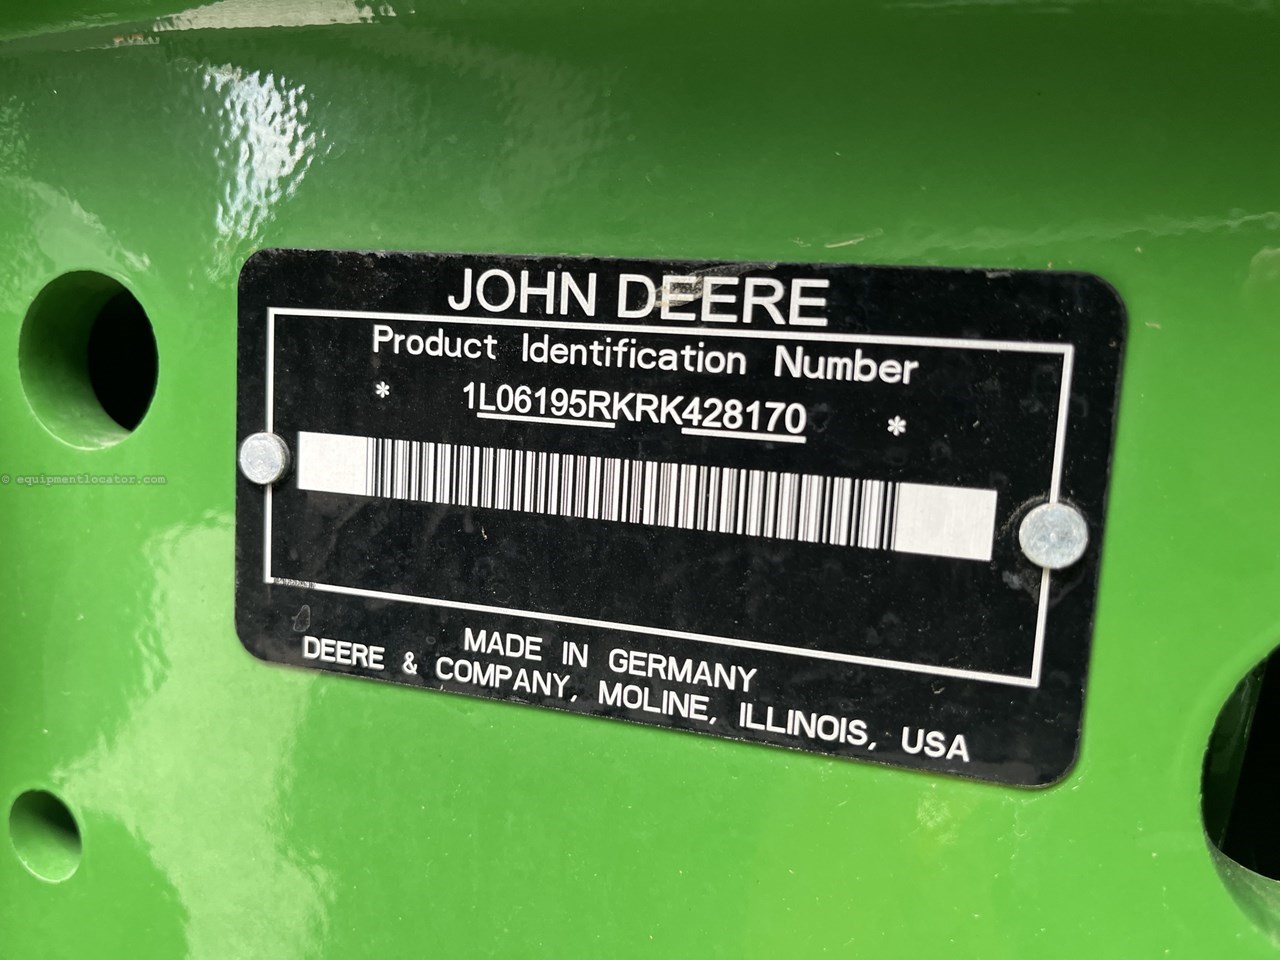 JOHN DEERE
Product Identification Number
* 1L06195RKRK428170 *
MADE IN GERMANY
DEERE & COMPANY, MOLINE, ILLINOIS, USA
© equipmentlocator.com